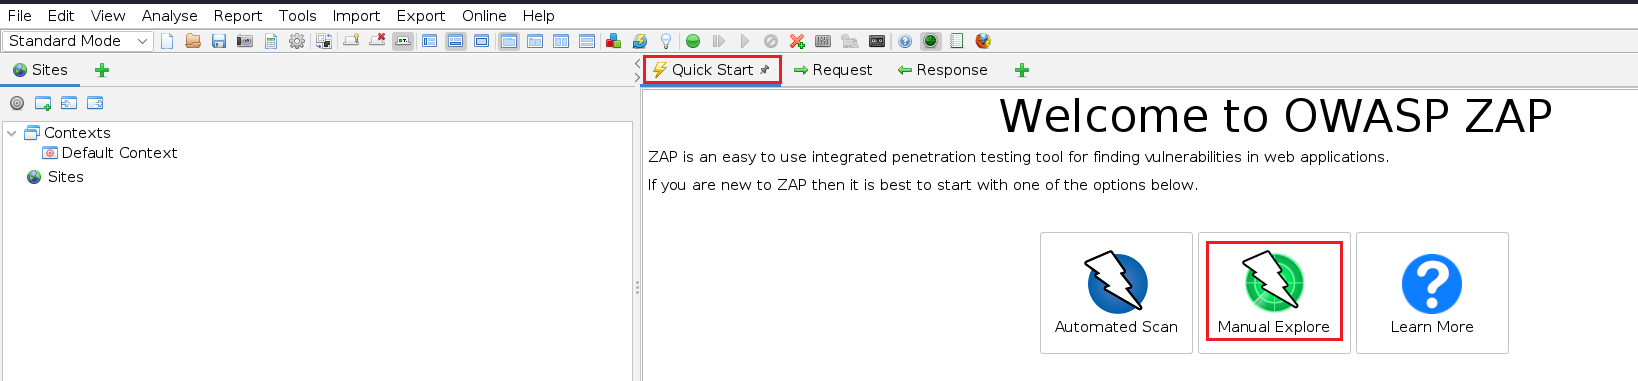 File Edit View Analyse Report Tools Import Export Online Help
Standard Mode
Sites
Quick Start Request Response
Contexts
Default Context
Sites
Welcome to OWASP ZAP
ZAP is an easy to use integrated penetration testing tool for finding vulnerabilities in web applications.
If you are new to ZAP then it is best to start with one of the options below.
Automated Scan Manual Explore Learn More